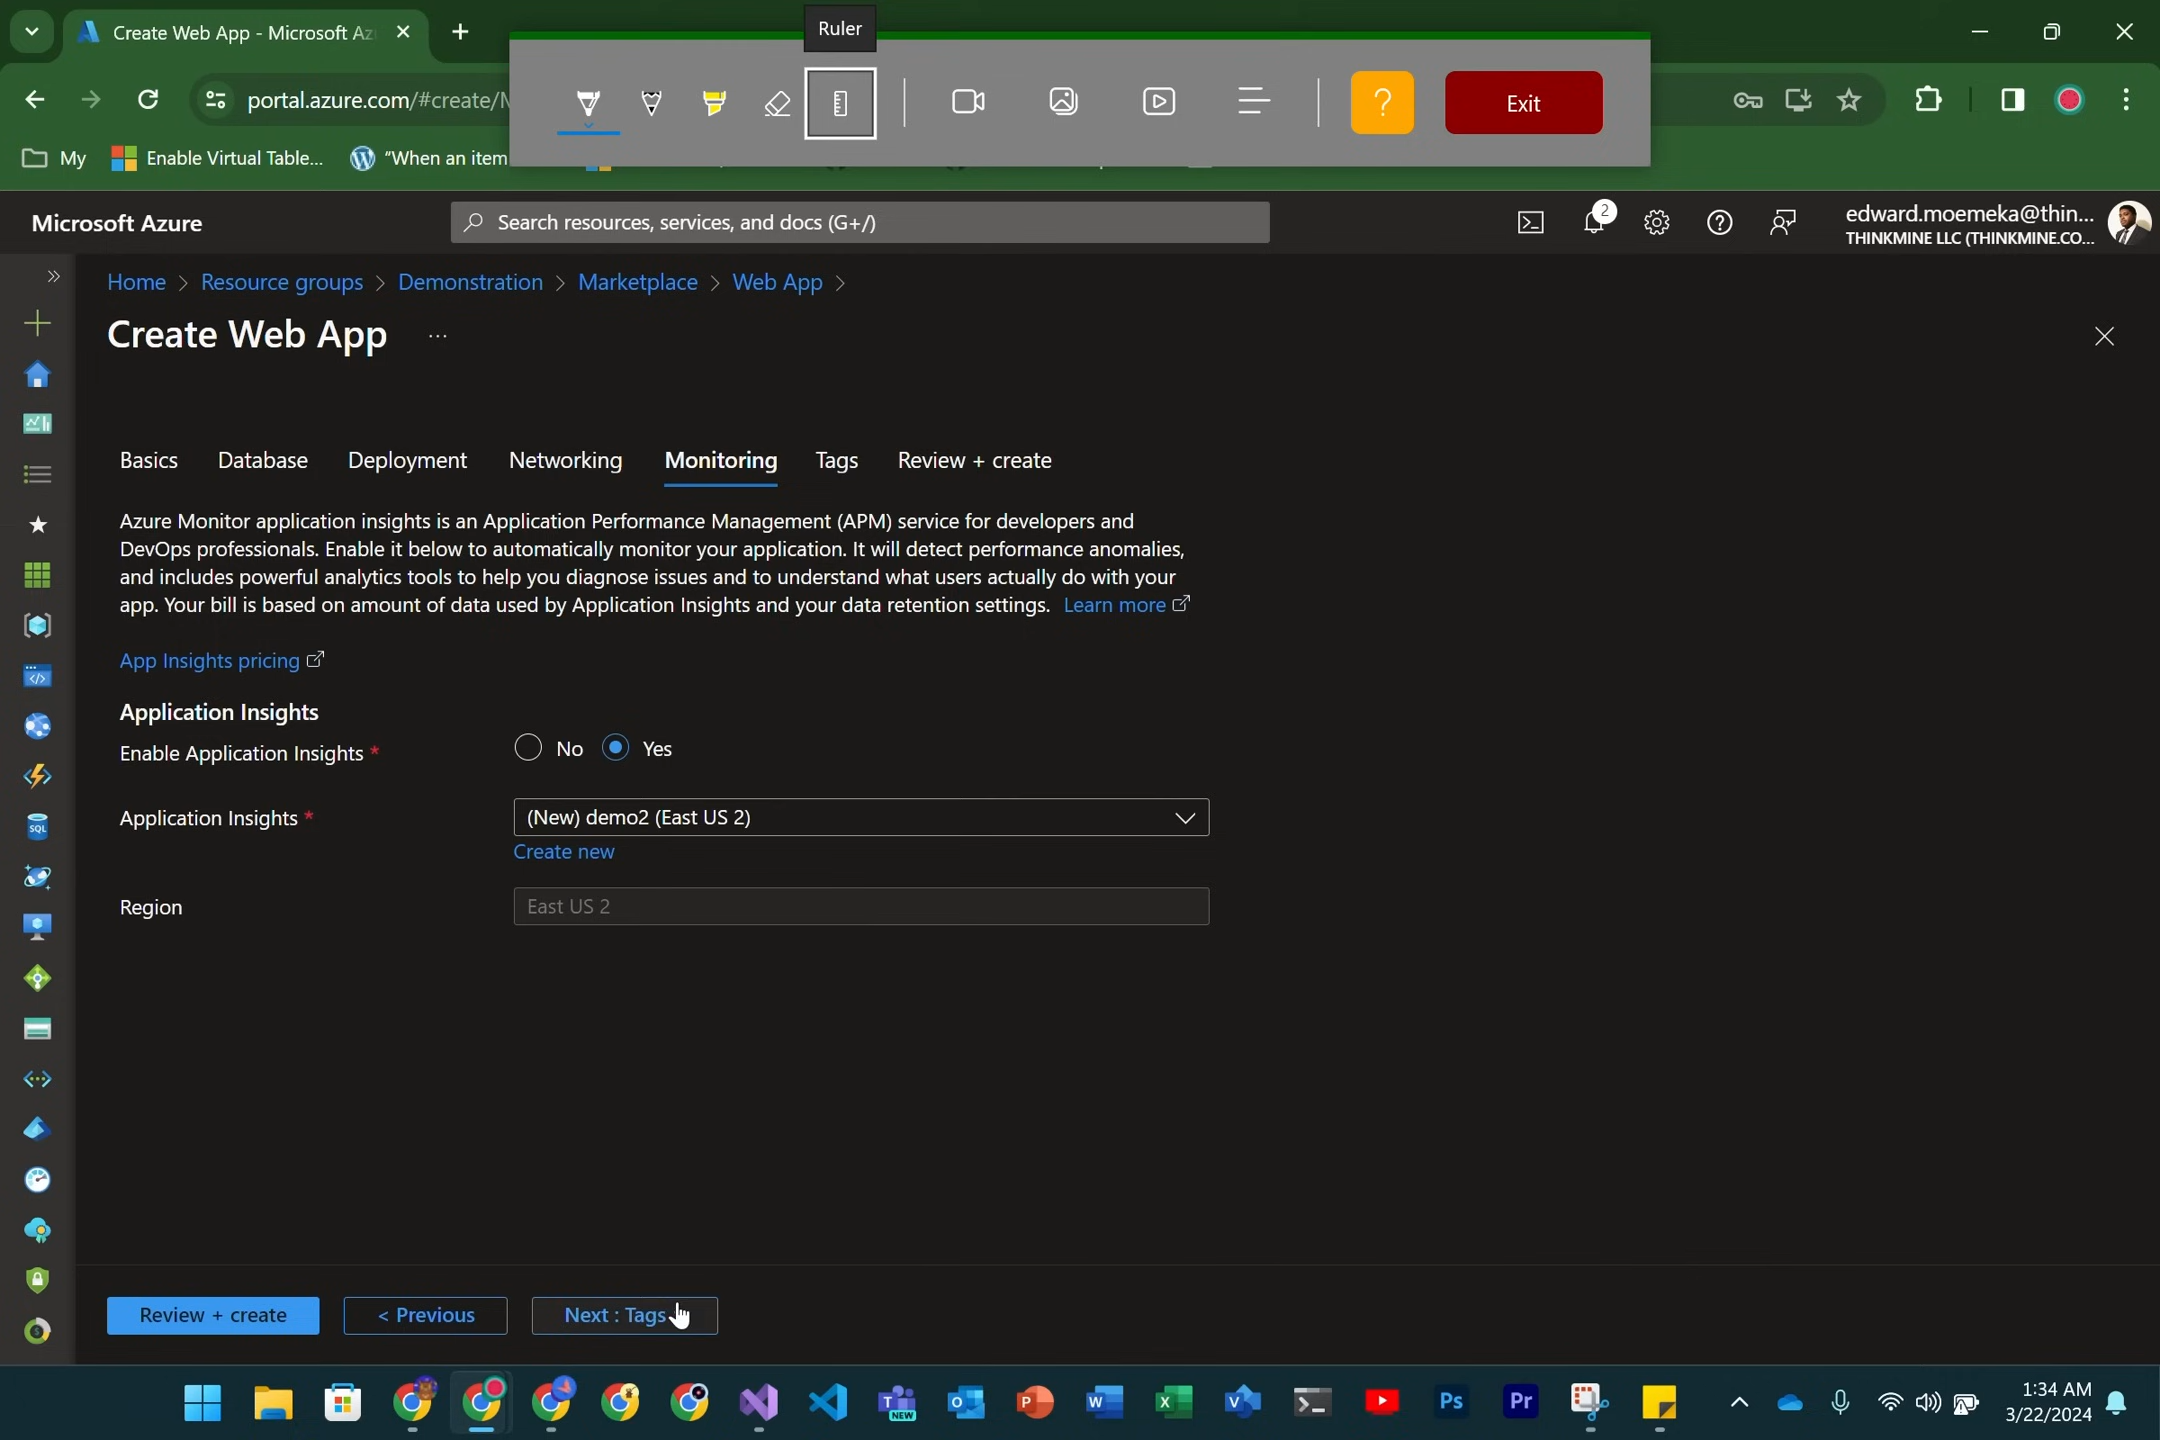 Ruler
Create Web App - Microsoft Az
portal.azure.com/#create/
?
Exit
My
Enable Virtual Table...
"When an item
Microsoft Azure
Search resources, services, and docs (G+/)
2
edward.moemeka@thin...
THINKMINE LLC (THINKMINE.CO...
Home > Resource groups > Demonstration > Marketplace > Web App >
Create Web App ...
Basics Database Deployment Networking Monitoring Tags Review + create
Azure Monitor application insights is an Application Performance Management (APM) service for developers and
DevOps professionals. Enable it below to automatically monitor your application. It will detect performance anomalies,
and includes powerful analytics tools to help you diagnose issues and to understand what users actually do with your
app. Your bill is based on amount of data used by Application Insights and your data retention settings. Learn more
App Insights pricing
Application Insights
Enable Application Insights *
No
Yes
Application Insights *
(New) demo2 (East US 2)
Create new
Region
East US 2
SQL
Review + create
< Previous
Next : Tags
NEW
Ps
Pr
1:34 AM
3/22/2024